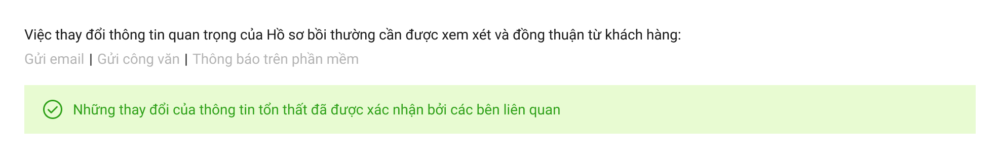 Việc thay đổi thông tin quan trọng của Hồ sơ bồi thường cần được xem xét và đồng thuận từ khách hàng:
Gửi email | Gửi công văn | Thông báo trên phần mềm
Những thay đổi của thông tin tổn thất đã được xác nhận bởi các bên liên quan